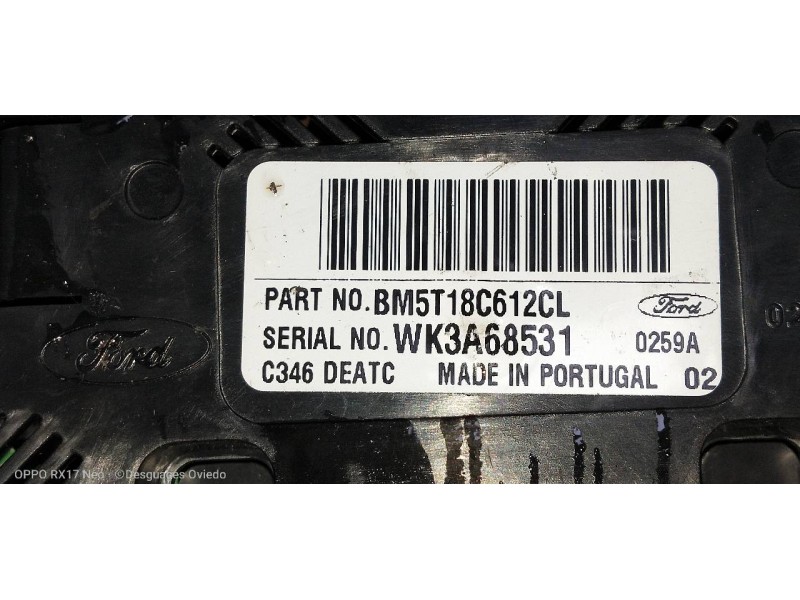 PART NO. BM5T18C612CL
Ford
SERIAL NO. WK3A68531 0259A
C346 DEATC MADE IN PORTUGAL 02
Ford
OPPO RX17 Neo · ©Desguaces Oviedo